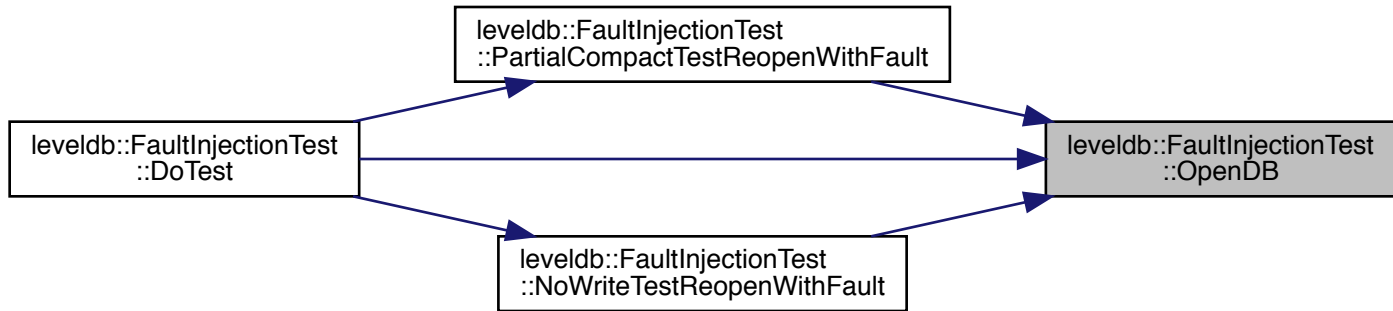 leveldb::FaultInjectionTest
::PartialCompactTestReopenWithFault
leveldb::FaultInjectionTest
::DoTest
leveldb::FaultInjectionTest
::OpenDB
leveldb::FaultInjectionTest
::NoWriteTestReopenWithFault